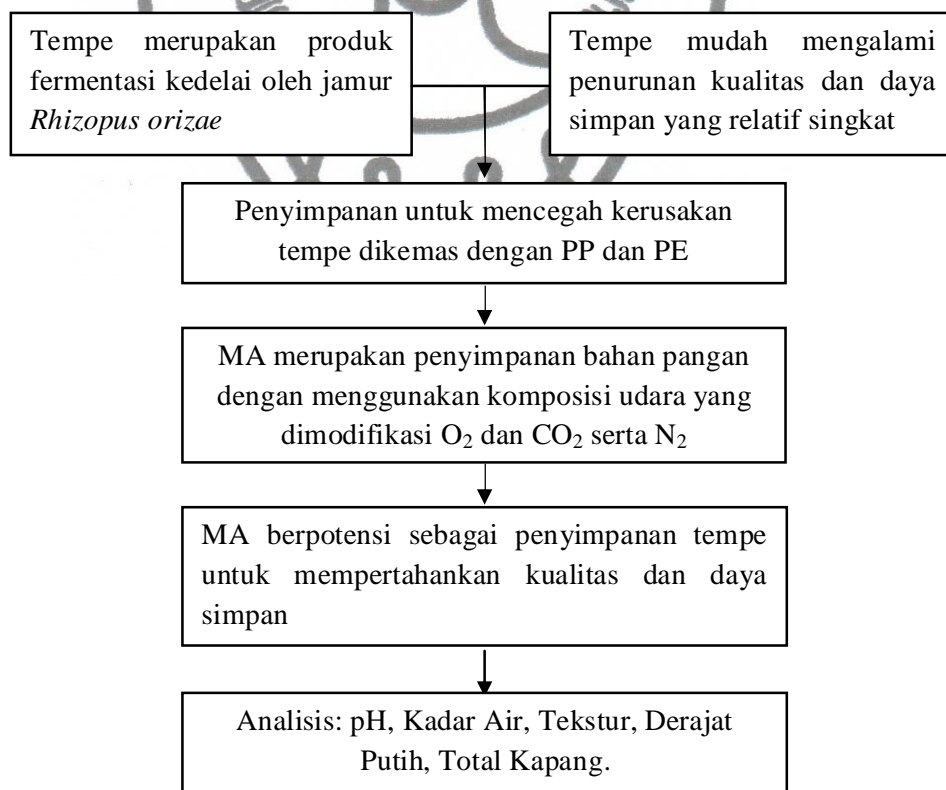 Tempe merupakan produk
fermentasi kedelai oleh jamur
Rhizopus orizae
Tempe mudah mengalami
penurunan kualitas dan daya
simpan yang relatif singkat
Penyimpanan untuk mencegah kerusakan
tempe dikemas dengan PP dan PE
MA merupakan penyimpanan bahan pangan
dengan menggunakan komposisi udara yang
dimodifikasi O₂ dan CO₂ serta N₂
MA berpotensi sebagai penyimpanan tempe
untuk mempertahankan kualitas dan daya
simpan
Analisis: pH, Kadar Air, Tekstur, Derajat
Putih, Total Kapang.